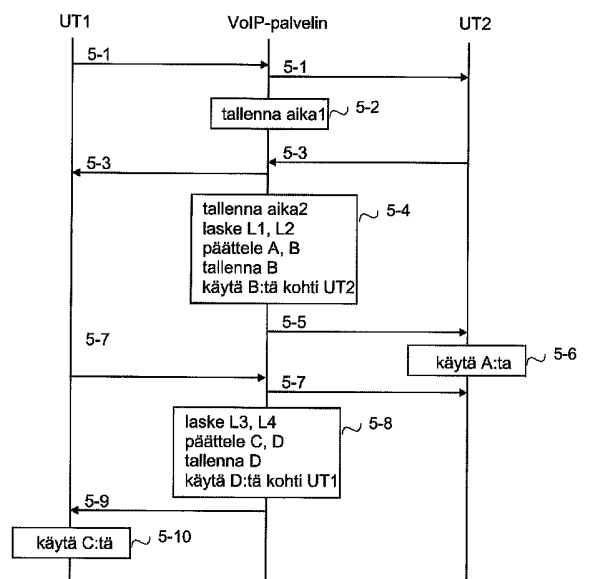 UT1 VoIP-palvelin UT2
5-1
5-1
tallenna aika1 5-2
5-3
5-3
tallenna aika2 5-4
laske L1, L2
päättele A, B
tallenna B
käytä B:tä kohti UT2
5-5
5-7
käytä A:ta 5-6
5-7
laske L3, L4 5-8
päättele C, D
tallenna D
käytä D:tä kohti UT1
5-9
käytä C:tä 5-10